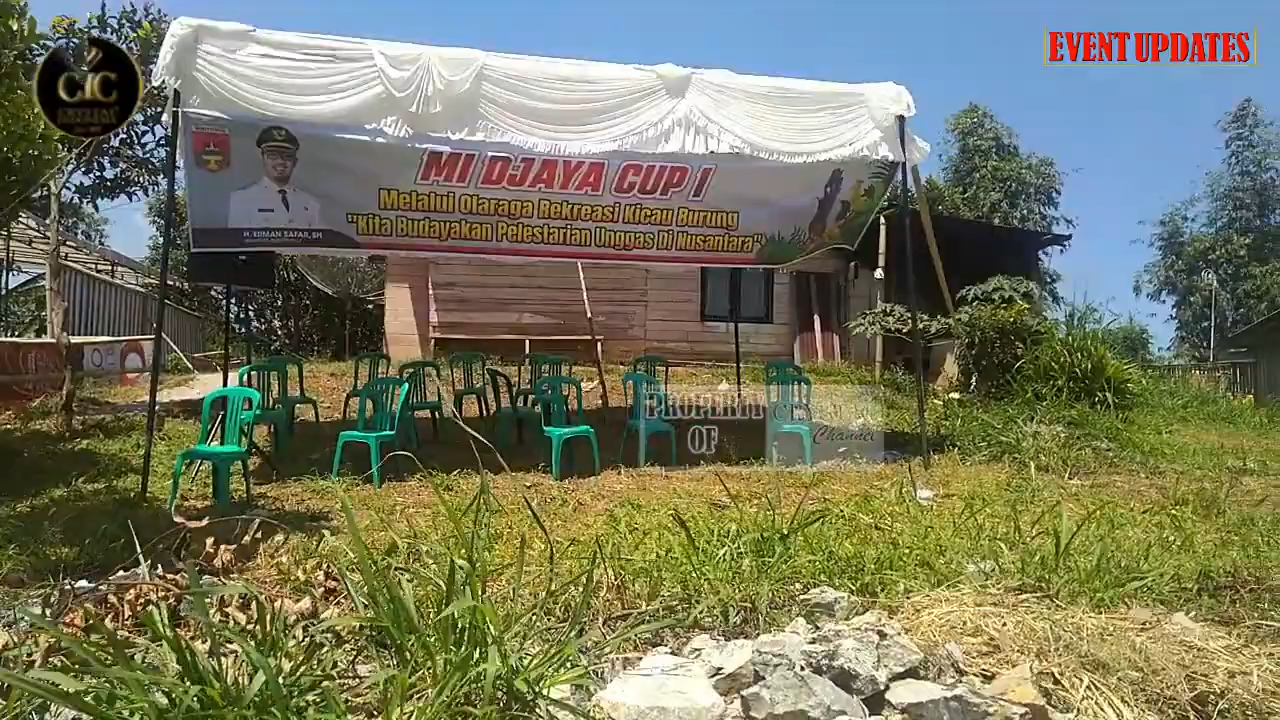 EVENT UPDATES
GJC
MI DJAYA CUP I
Melalui Olaraga Rekreasi Kicau Burung
"Kita Budayakan Pelestarian Unggas Di Nusantara"
SAFAR, SH
PROPERTY
OF
Channel